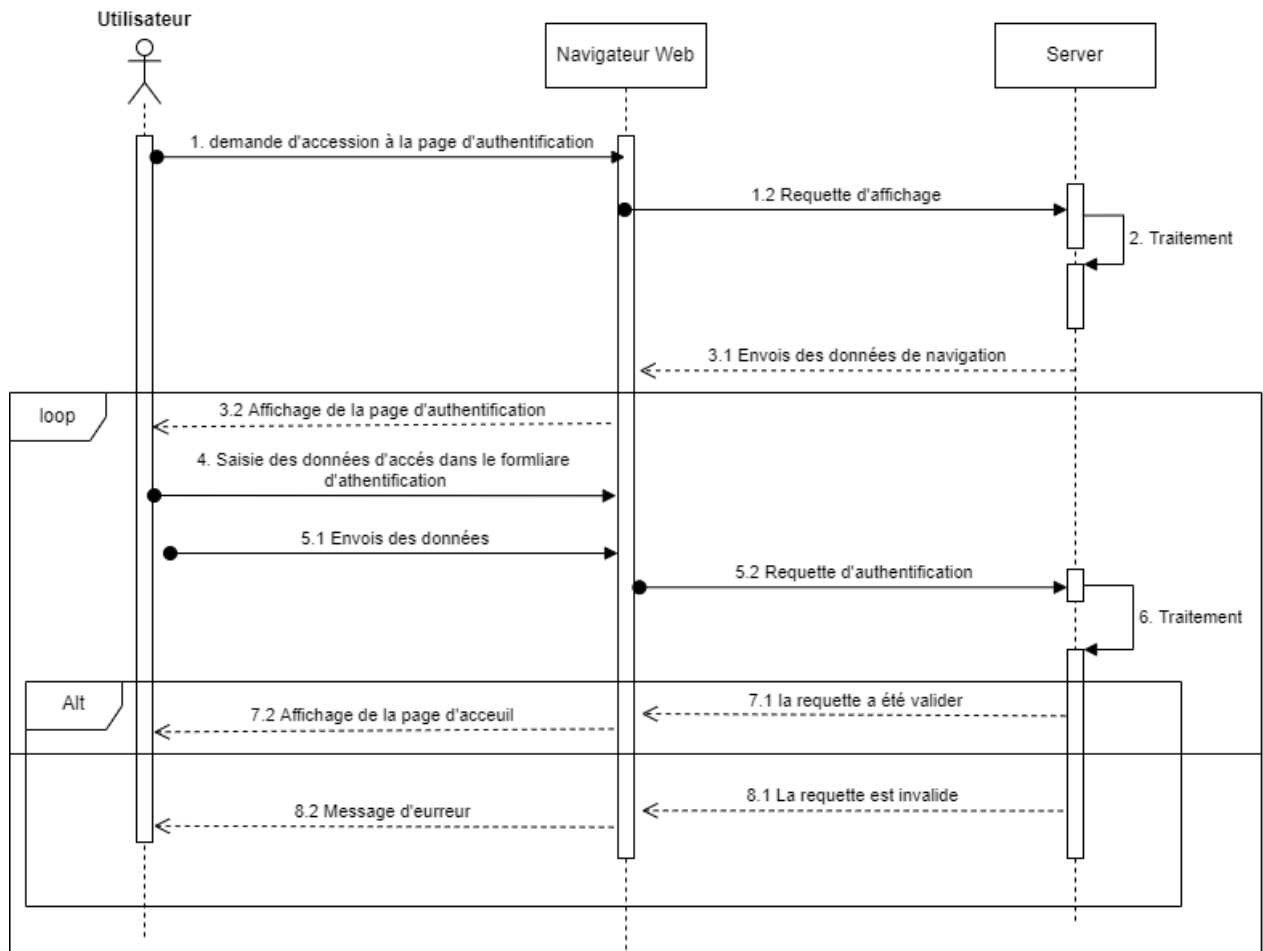 Utilisateur
Navigateur Web
Server
1. demande d'accession à la page d'authentification
1.2 Requette d'affichage
2. Traitement
3.1 Envois des données de navigation
loop
3.2 Affichage de la page d'authentification
4. Saisie des données d'accés dans le formliare
d'athentification
5.1 Envois des données
5.2 Requette d'authentification
6. Traitement
Alt
7.1 la requette a été valider
7.2 Affichage de la page d'acceuil
8.1 La requette est invalide
8.2 Message d'eurreur